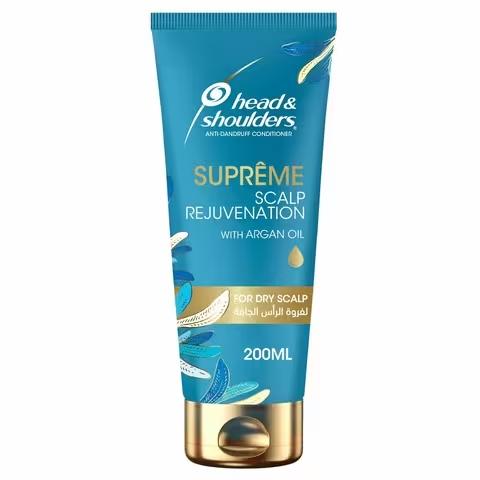 head &
shoulders®
ANTI-DANDRUFF CONDITIONER
SUPRÊME
SCALP
REJUVENATION
WITH ARGAN OIL
FOR DRY SCALP
لفروة الرأس الجافة
200ML